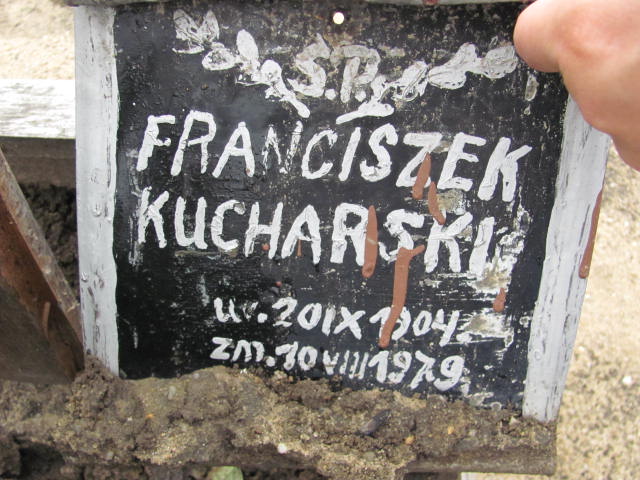 Ś.P.
FRANCISZEK
KUCHARSKI
ur. 20 IX 1904
zm. 10 VIII 1979